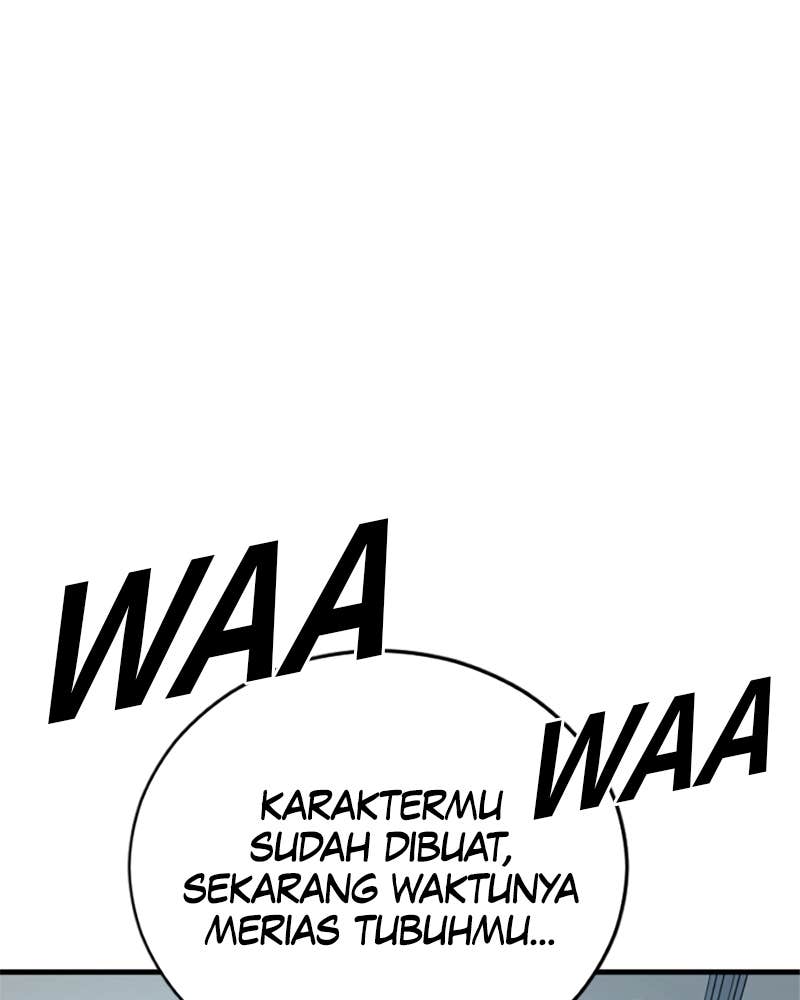 WAA
WAA
KARAKTERMU
SUDAH DIBUAT,
SEKARANG WAKTUNYA
MERIAS TUBUHMU...